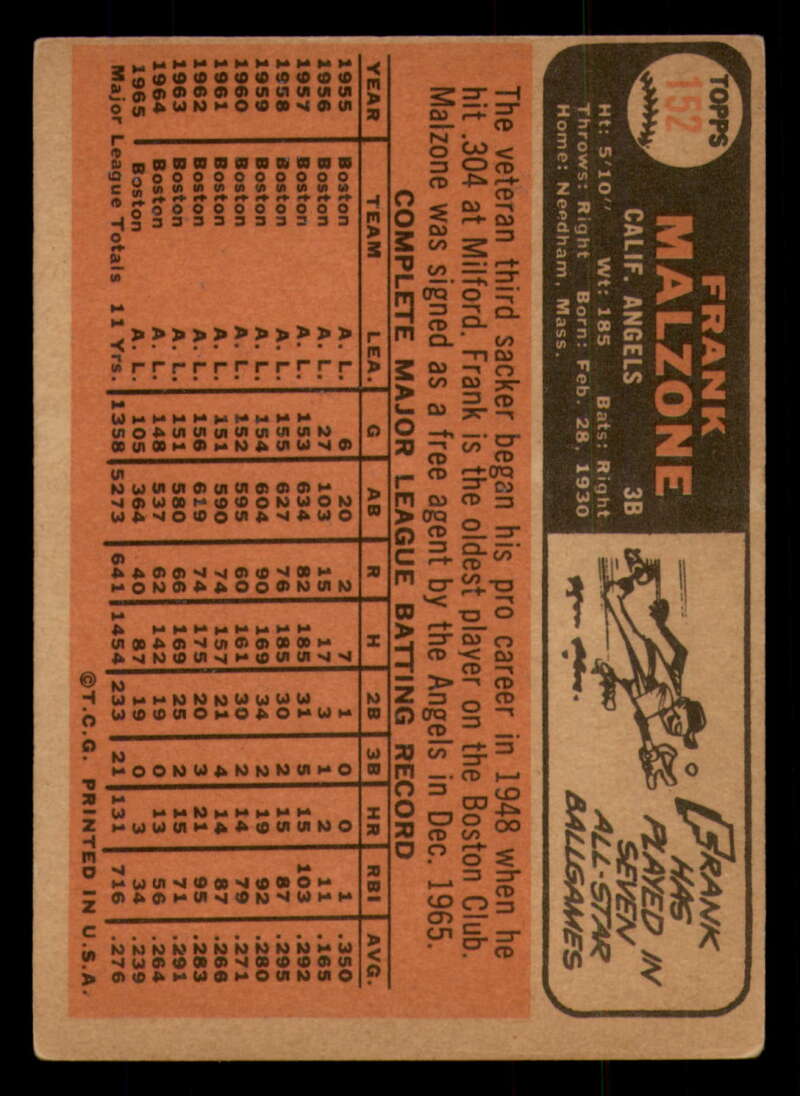 TOPPS
152
FRANK
MALZONE
CALIF. ANGELS 3B
Ht: 5'10" Wt: 185 Bats: Right
Throws: Right Born: Feb. 28, 1930
Home: Needham, Mass.
FRANK
HAS
PLAYED IN
SEVEN
ALL-STAR
BALLGAMES
The veteran third sacker began his pro career in 1948 when he
hit .304 at Milford. Frank is the oldest player on the Boston Club.
Malzone was signed as a free agent by the Angels in Dec. 1965.
COMPLETE MAJOR LEAGUE BATTING RECORD
YEAR TEAM LEA. G AB R H 2B 3B HR RBI AVG.
1955 Boston A. L. 6 20 2 7 1 0 0 1 .350
1956 Boston A. L. 27 103 15 17 3 1 2 11 .165
1957 Boston A. L. 153 634 82 185 31 5 15 103 .292
1958 Boston A. L. 155 627 76 185 30 2 15 87 .295
1959 Boston A. L. 154 604 90 169 34 2 19 92 .280
1960 Boston A. L. 152 595 60 161 30 2 14 79 .271
1961 Boston A. L. 151 590 74 157 21 4 14 87 .266
1962 Boston A. L. 156 619 74 175 20 3 21 95 .283
1963 Boston A. L. 151 580 66 169 25 2 15 71 .291
1964 Boston A. L. 148 537 62 142 19 0 13 56 .264
1965 Boston A. L. 105 364 40 87 19 0 3 34 .239
Major League Totals 11 Yrs. 1358 5273 641 1454 233 21 131 716 .276
©T.C.G. PRINTED IN U.S.A.